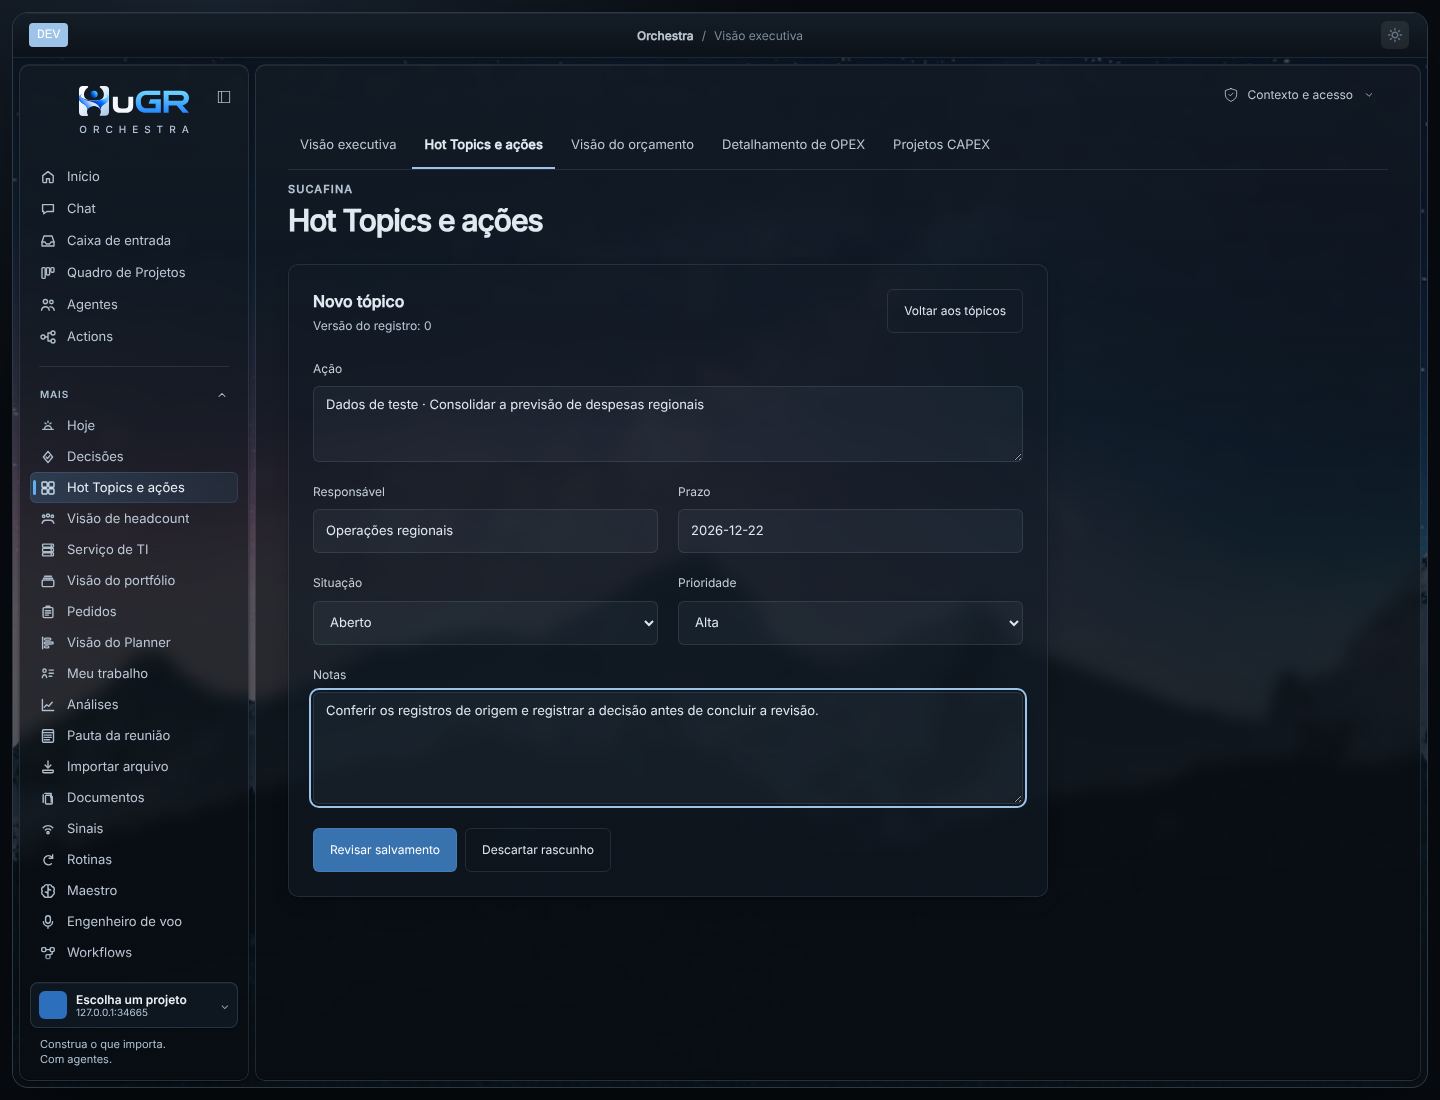 DEV
Orchestra / Visão executiva
HuGR
ORCHESTRA
Início
Chat
Caixa de entrada
Quadro de Projetos
Agentes
Actions
MAIS
Hoje
Decisões
Hot Topics e ações
Visão de headcount
Serviço de TI
Visão do portfólio
Pedidos
Visão do Planner
Meu trabalho
Análises
Pauta da reunião
Importar arquivo
Documentos
Sinais
Rotinas
Maestro
Engenheiro de voo
Workflows
Escolha um projeto
127.0.0.1:34665
Construa o que importa.
Com agentes.
Contexto e acesso
Visão executiva Hot Topics e ações Visão do orçamento Detalhamento de OPEX Projetos CAPEX
SUCAFINA
Hot Topics e ações
Novo tópico
Versão do registro: 0
Voltar aos tópicos
Ação
Dados de teste · Consolidar a previsão de despesas regionais
Responsável Prazo
Operações regionais 2026-12-22
Situação Prioridade
Aberto Alta
Notas
Conferir os registros de origem e registrar a decisão antes de concluir a revisão.
Revisar salvamento Descartar rascunho